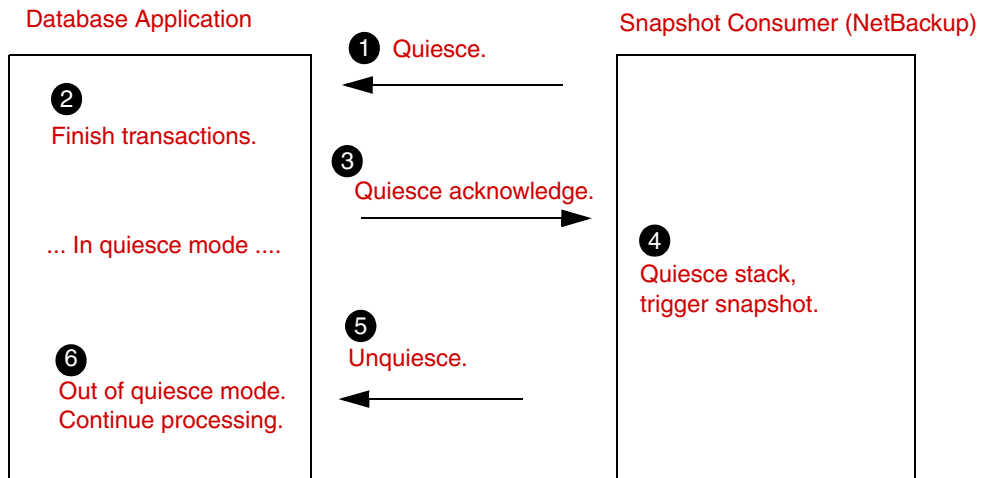 Database Application
Snapshot Consumer (NetBackup)
1 Quiesce.
2
Finish transactions.
3
Quiesce acknowledge.
... In quiesce mode ....
4
Quiesce stack,
trigger snapshot.
5
Unquiesce.
6
Out of quiesce mode.
Continue processing.